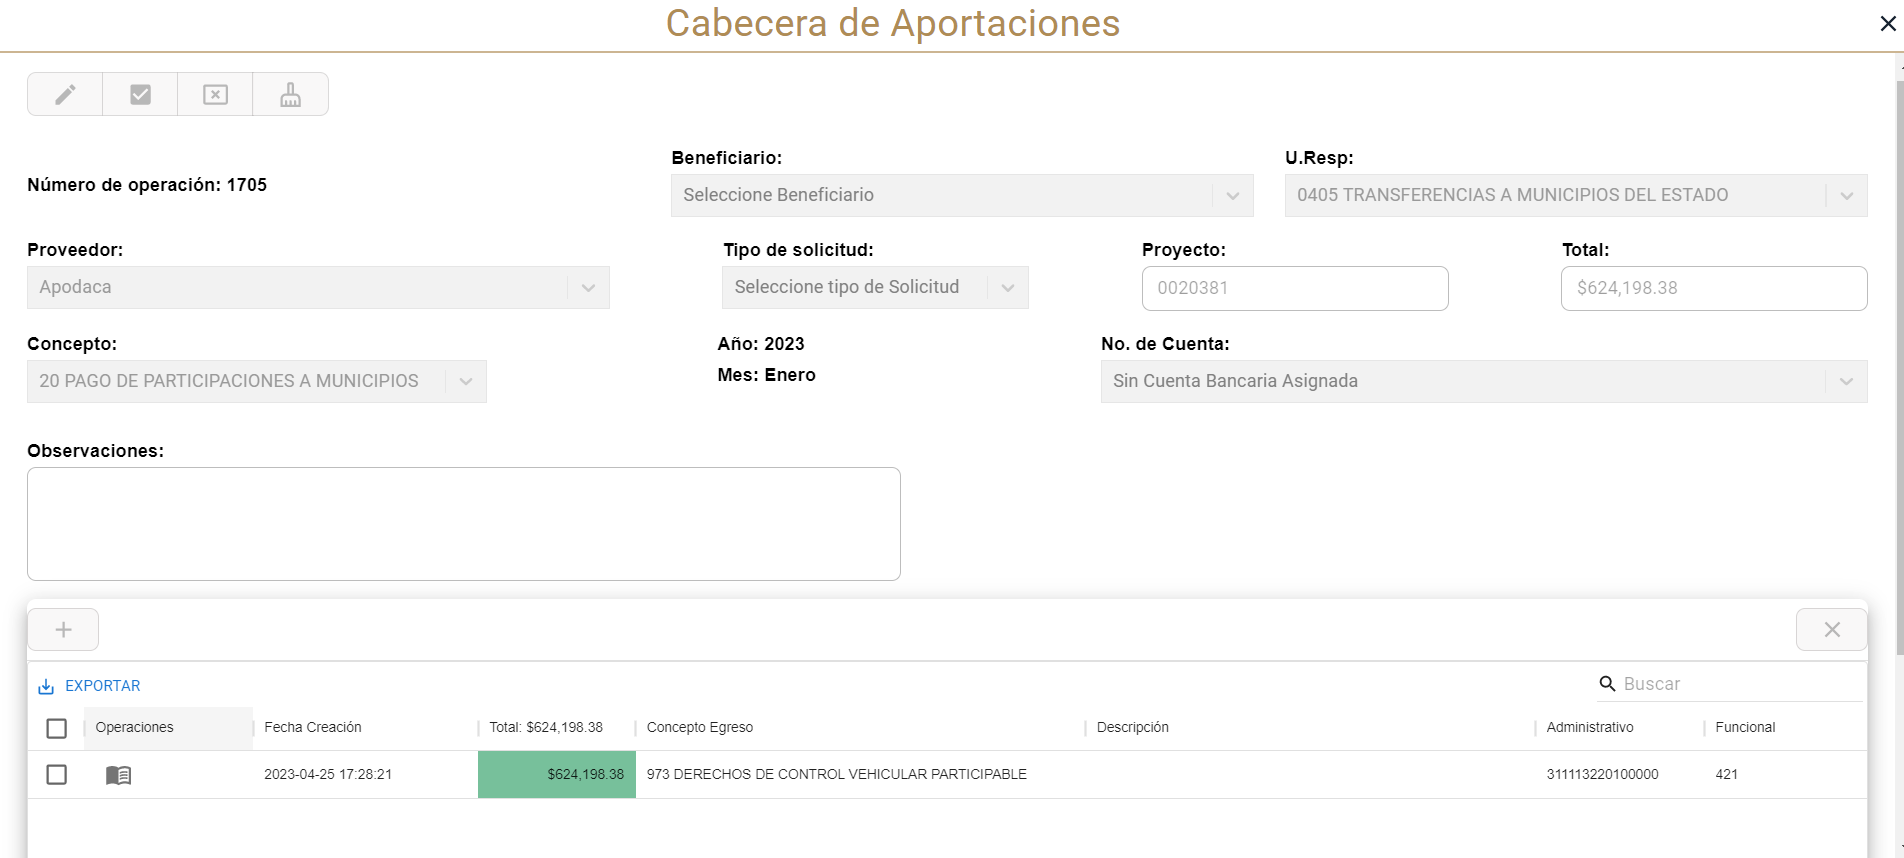 Cabecera de Aportaciones
Número de operación: 1705
Beneficiario:
Seleccione Beneficiario
U.Resp:
0405 TRANSFERENCIAS A MUNICIPIOS DEL ESTADO
Proveedor:
Apodaca
Tipo de solicitud:
Seleccione tipo de Solicitud
Proyecto:
0020381
Total:
$624,198.38
Concepto:
20 PAGO DE PARTICIPACIONES A MUNICIPIOS
Año: 2023
Mes: Enero
No. de Cuenta:
Sin Cuenta Bancaria Asignada
Observaciones:
EXPORTAR
Buscar
Operaciones Fecha Creación Total: $624,198.38 Concepto Egreso Descripción Administrativo Funcional
2023-04-25 17:28:21 $624,198.38 973 DERECHOS DE CONTROL VEHICULAR PARTICIPABLE 311113220100000 421